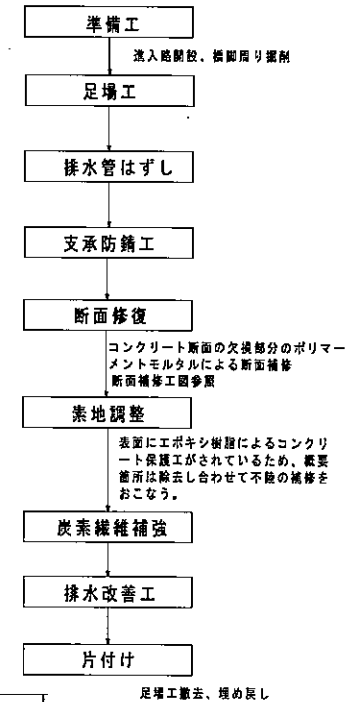 準備工
進入路開設、橋脚周り掘削
足場工
排水管はずし
支承防錆工
断面修復
コンクリート断面の欠損部分のポリマー
メントモルタルによる断面補修
断面補修工図参照
素地調整
表面にエポキシ樹脂によるコンクリ
ート保護工がされているため、概要
箇所は除去し合わせて不陸の補修を
おこなう。
炭素繊維補強
排水改善工
片付け
足場工撤去、埋め戻し